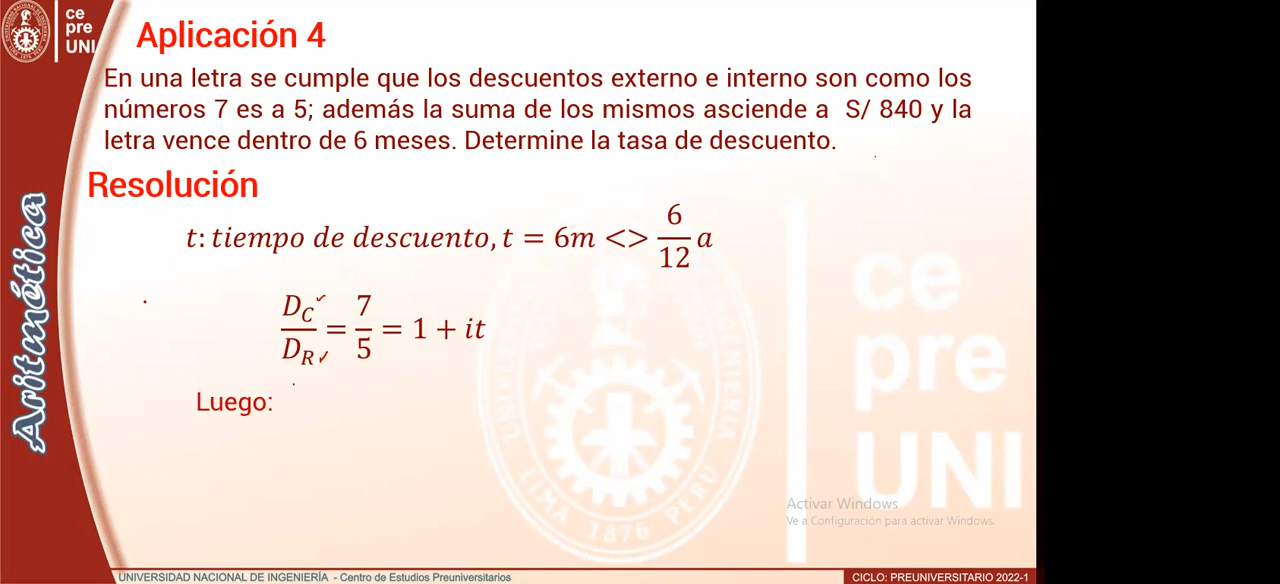 ce
pre
UNI
Aplicación 4
En una letra se cumple que los descuentos externo e interno son como los
números 7 es a 5; además la suma de los mismos asciende a S/ 840 y la
letra vence dentro de 6 meses. Determine la tasa de descuento.
Resolución
t: tiempo de descuento, t = 6m <> 6/12 a
D_C/D_R = 7/5 = 1 + it
Luego:
Aritmética
ce
pre
UNI
LIMA 1876 PERU
Activar Windows
Ve a Configuración para activar Windows.
UNIVERSIDAD NACIONAL DE INGENIERÍA - Centro de Estudios Preuniversitarios
CICLO: PREUNIVERSITARIO 2022-1